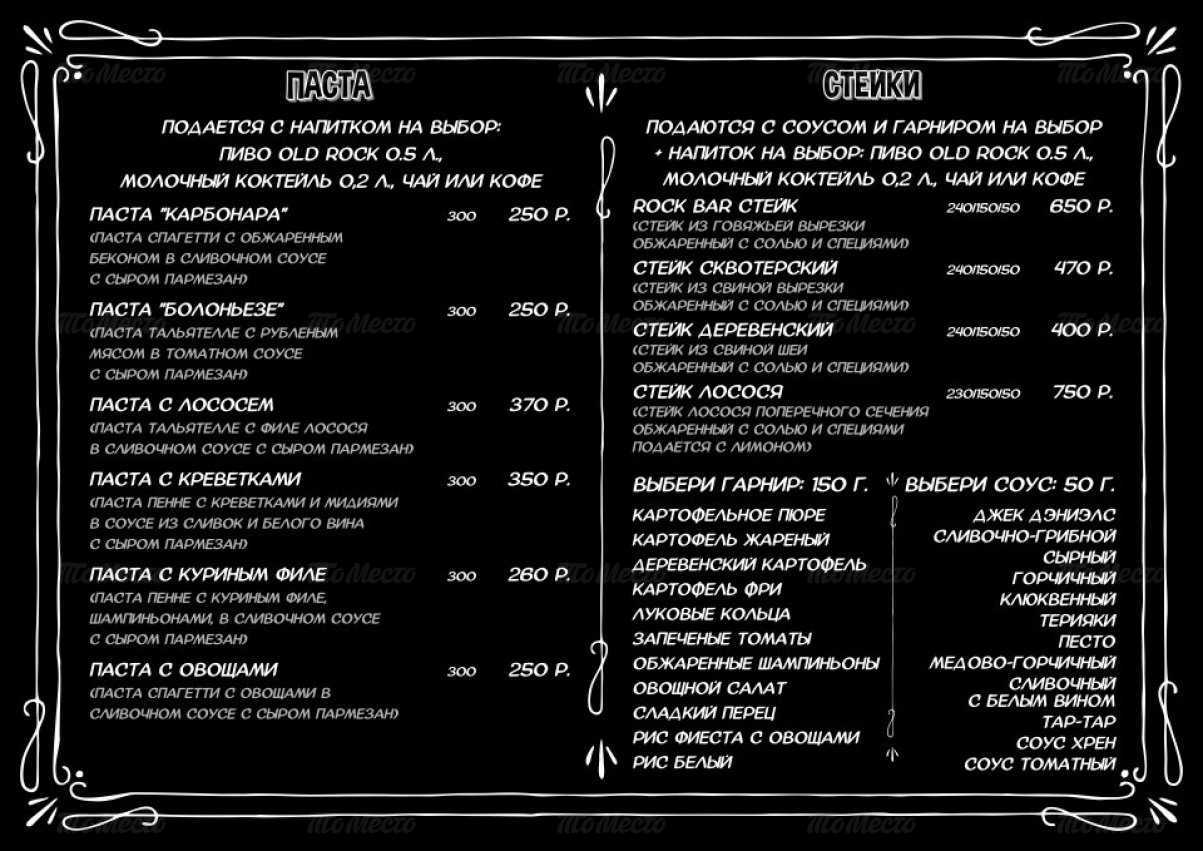 ПАСТА
ПОДАЕТСЯ С НАПИТКОМ НА ВЫБОР:
ПИВО OLD ROCK 0.5 Л.,
МОЛОЧНЫЙ КОКТЕЙЛЬ 0,2 Л., ЧАЙ ИЛИ КОФЕ
ПАСТА "КАРБОНАРА" 300 250 Р.
(ПАСТА СПАГЕТТИ С ОБЖАРЕННЫМ
БЕКОНОМ В СЛИВОЧНОМ СОУСЕ
С СЫРОМ ПАРМЕЗАН)
ПАСТА "БОЛОНЬЕЗЕ" 300 250 Р.
(ПАСТА ТАЛЬЯТЕЛЛЕ С РУБЛЕНЫМ
МЯСОМ В ТОМАТНОМ СОУСЕ
С СЫРОМ ПАРМЕЗАН)
ПАСТА С ЛОСОСЕМ 300 370 Р.
(ПАСТА ТАЛЬЯТЕЛЛЕ С ФИЛЕ ЛОСОСЯ
В СЛИВОЧНОМ СОУСЕ С СЫРОМ ПАРМЕЗАН)
ПАСТА С КРЕВЕТКАМИ 300 350 Р.
(ПАСТА ПЕННЕ С КРЕВЕТКАМИ И МИДИЯМИ
В СОУСЕ ИЗ СЛИВОК И БЕЛОГО ВИНА
С СЫРОМ ПАРМЕЗАН)
ПАСТА С КУРИНЫМ ФИЛЕ 300 260 Р.
(ПАСТА ПЕННЕ С КУРИНЫМ ФИЛЕ,
ШАМПИНЬОНАМИ, В СЛИВОЧНОМ СОУСЕ
С СЫРОМ ПАРМЕЗАН)
ПАСТА С ОВОЩАМИ 300 250 Р.
(ПАСТА СПАГЕТТИ С ОВОЩАМИ В
СЛИВОЧНОМ СОУСЕ С СЫРОМ ПАРМЕЗАН)
СТЕЙКИ
ПОДАЮТСЯ С СОУСОМ И ГАРНИРОМ НА ВЫБОР
+ НАПИТОК НА ВЫБОР: ПИВО OLD ROCK 0.5 Л.,
МОЛОЧНЫЙ КОКТЕЙЛЬ 0,2 Л., ЧАЙ ИЛИ КОФЕ
ROCK BAR СТЕЙК 240/150/50 650 Р.
(СТЕЙК ИЗ ГОВЯЖЬЕЙ ВЫРЕЗКИ
ОБЖАРЕННЫЙ С СОЛЬЮ И СПЕЦИЯМИ)
СТЕЙК СКВОТЕРСКИЙ 240/150/50 470 Р.
(СТЕЙК ИЗ СВИНОЙ ВЫРЕЗКИ
ОБЖАРЕННЫЙ С СОЛЬЮ И СПЕЦИЯМИ)
СТЕЙК ДЕРЕВЕНСКИЙ 240/150/50 400 Р.
(СТЕЙК ИЗ СВИНОЙ ШЕИ
ОБЖАРЕННЫЙ С СОЛЬЮ И СПЕЦИЯМИ)
СТЕЙК ЛОСОСЯ 230/150/50 750 Р.
(СТЕЙК ЛОСОСЯ ПОПЕРЕЧНОГО СЕЧЕНИЯ
ОБЖАРЕННЫЙ С СОЛЬЮ И СПЕЦИЯМИ
ПОДАЕТСЯ С ЛИМОНОМ)
ВЫБЕРИ ГАРНИР: 150 Г.
КАРТОФЕЛЬНОЕ ПЮРЕ
КАРТОФЕЛЬ ЖАРЕНЫЙ
ДЕРЕВЕНСКИЙ КАРТОФЕЛЬ
КАРТОФЕЛЬ ФРИ
ЛУКОВЫЕ КОЛЬЦА
ЗАПЕЧЕНЫЕ ТОМАТЫ
ОБЖАРЕННЫЕ ШАМПИНЬОНЫ
ОВОЩНОЙ САЛАТ
СЛАДКИЙ ПЕРЕЦ
РИС ФИЕСТА С ОВОЩАМИ
РИС БЕЛЫЙ
ВЫБЕРИ СОУС: 50 Г.
ДЖЕК ДЭНИЭЛС
СЛИВОЧНО-ГРИБНОЙ
СЫРНЫЙ
ГОРЧИЧНЫЙ
КЛЮКВЕННЫЙ
ТЕРИЯКИ
ПЕСТО
МЕДОВО-ГОРЧИЧНЫЙ
СЛИВОЧНЫЙ
С БЕЛЫМ ВИНОМ
ТАР-ТАР
СОУС ХРЕН
СОУС ТОМАТНЫЙ